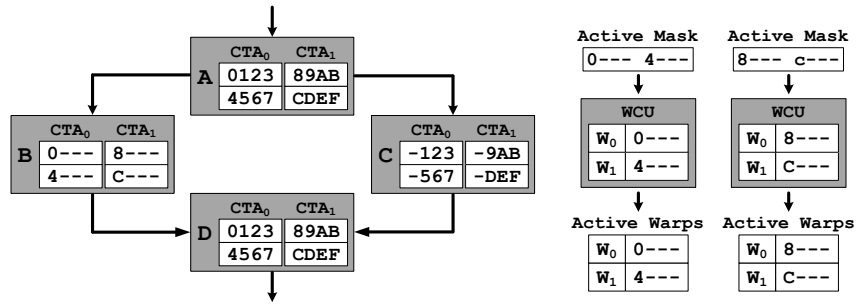 CTA₀ CTA₁
A 0123 89AB
4567 CDEF
CTA₀ CTA₁
B 0--- 8---
4--- C---
CTA₀ CTA₁
C -123 -9AB
-567 -DEF
CTA₀ CTA₁
D 0123 89AB
4567 CDEF
Active Mask
0--- 4---
WCU
W₀ 0---
W₁ 4---
Active Warps
W₀ 0---
W₁ 4---
Active Mask
8--- c---
WCU
W₀ 8---
W₁ C---
Active Warps
W₀ 8---
W₁ C---